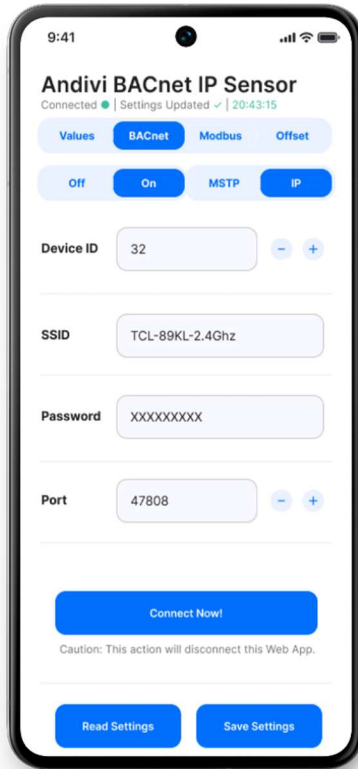 9:41
Andivi BACnet IP Sensor
Connected ● | Settings Updated ✓ | 20:43:15
Values BACnet Modbus Offset
Off On MSTP IP
Device ID 32 − +
SSID TCL-89KL-2.4Ghz
Password XXXXXXXXX
Port 47808 − +
Connect Now!
Caution: This action will disconnect this Web App.
Read Settings Save Settings